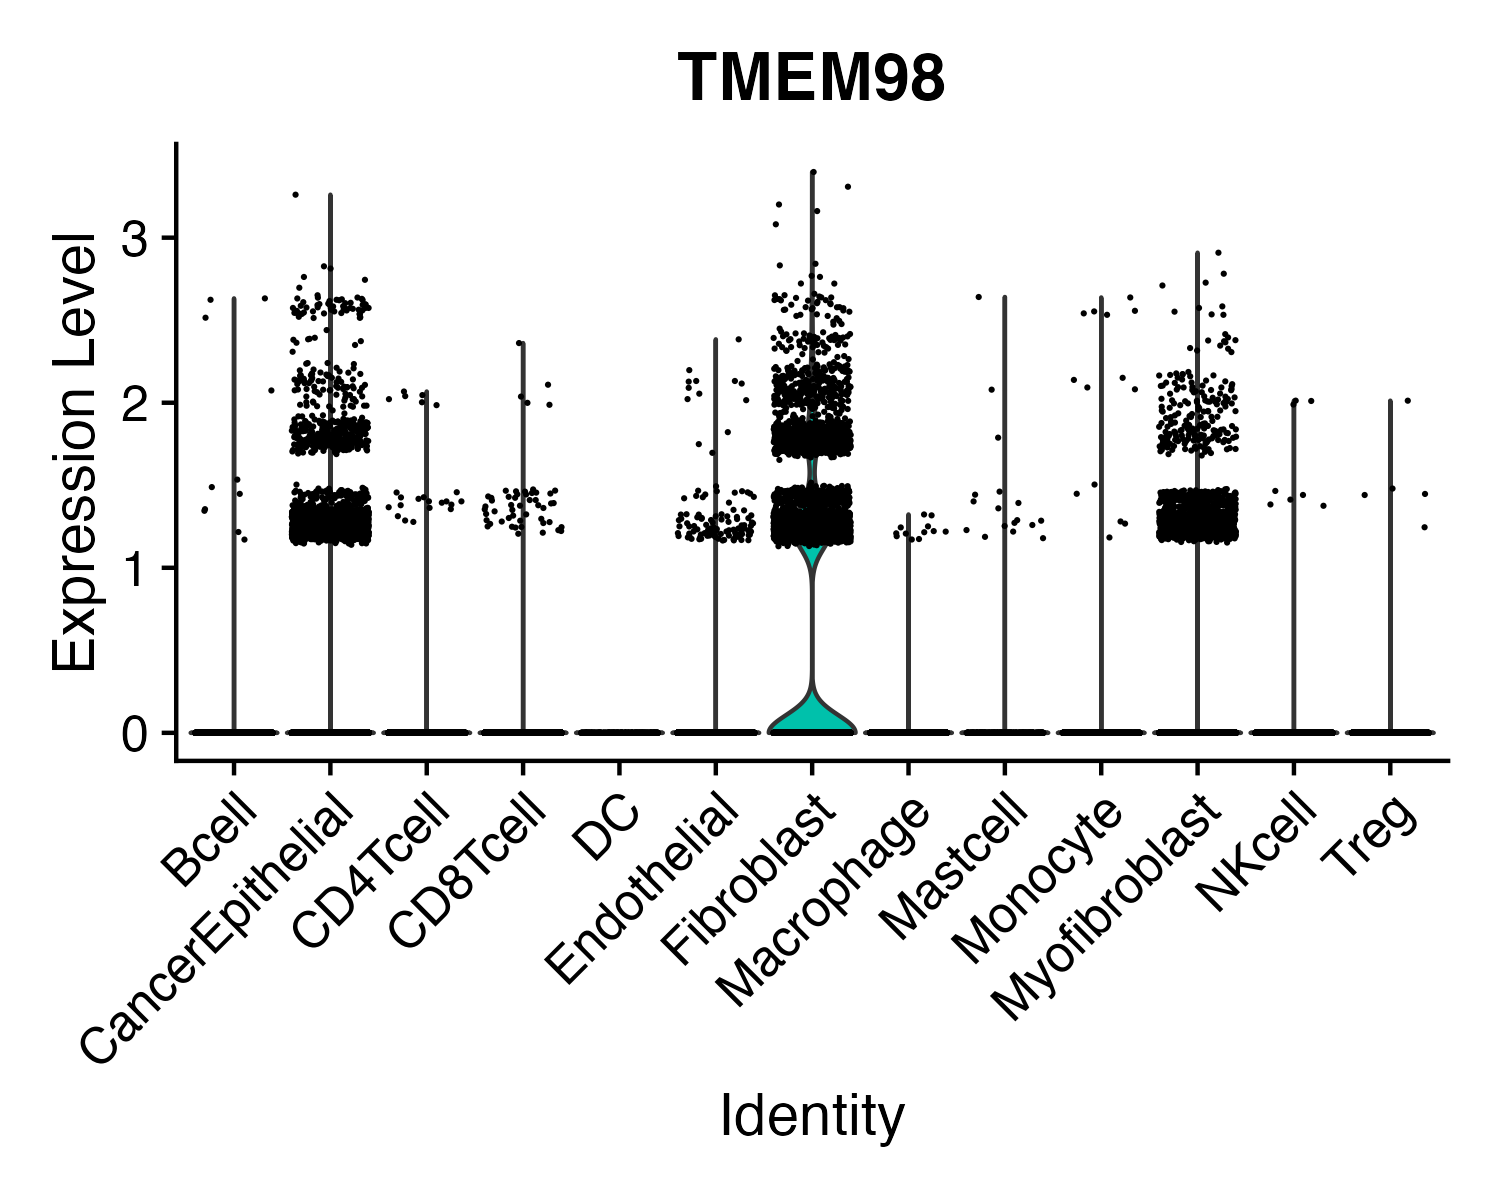 TMEM98
Expression Level
3
2
1
0
Bcell
CancerEpithelial
CD4Tcell
CD8Tcell
DC
Endothelial
Fibroblast
Macrophage
Mastcell
Monocyte
Myofibroblast
NKcell
Treg
Identity